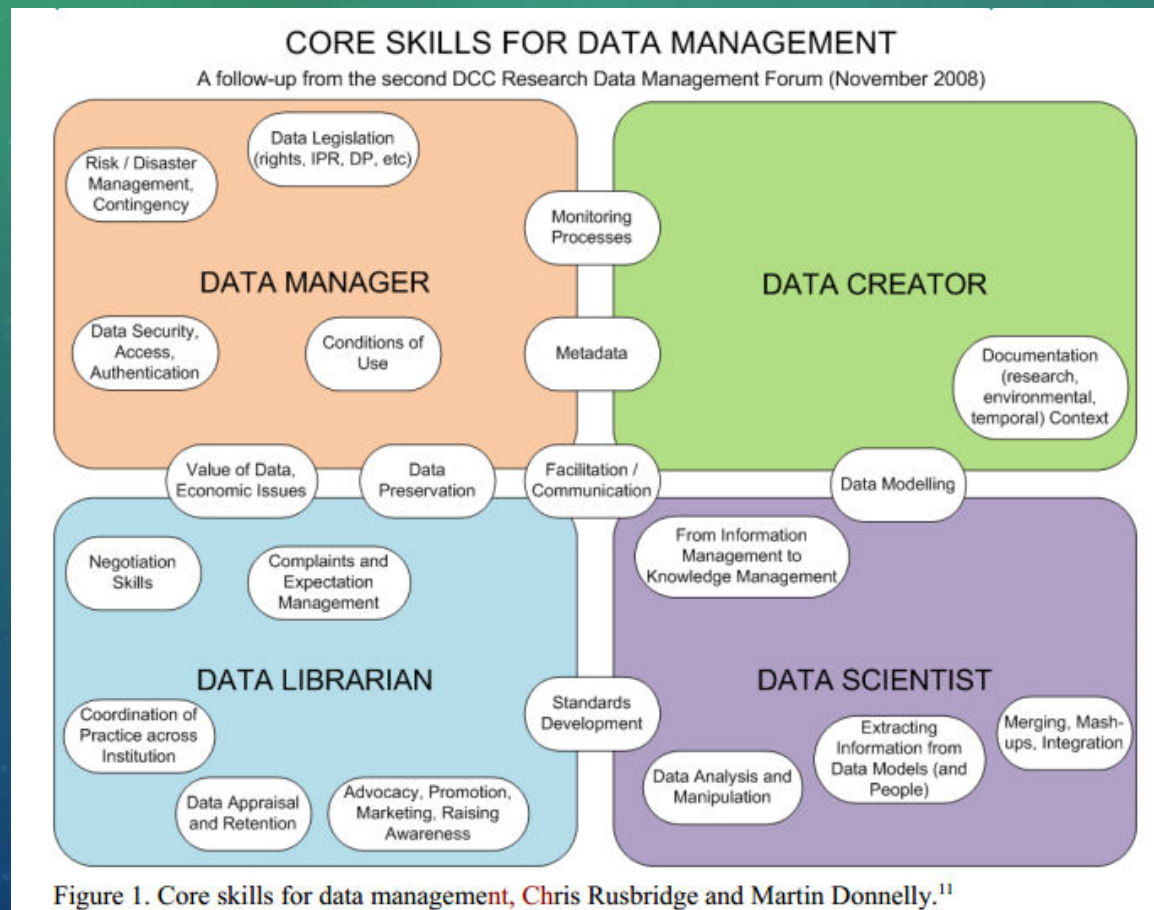 CORE SKILLS FOR DATA MANAGEMENT
A follow-up from the second DCC Research Data Management Forum (November 2008)
Data Legislation
(rights, IPR, DP, etc)
Risk / Disaster
Management,
Contingency
Monitoring
Processes
DATA MANAGER
DATA CREATOR
Data Security,
Access,
Authentication
Conditions of
Use
Metadata
Documentation
(research,
environmental,
temporal) Context
Value of Data,
Economic Issues
Data
Preservation
Facilitation /
Communication
Data Modelling
Negotiation
Skills
Complaints and
Expectation
Management
From Information
Management to
Knowledge Management
DATA LIBRARIAN
DATA SCIENTIST
Coordination of
Practice across
Institution
Standards
Development
Merging, Mash-
ups, Integration
Extracting
Information from
Data Models (and
People)
Data Analysis and
Manipulation
Data Appraisal
and Retention
Advocacy, Promotion,
Marketing, Raising
Awareness
Figure 1. Core skills for data management, Chris Rusbridge and Martin Donnelly.11